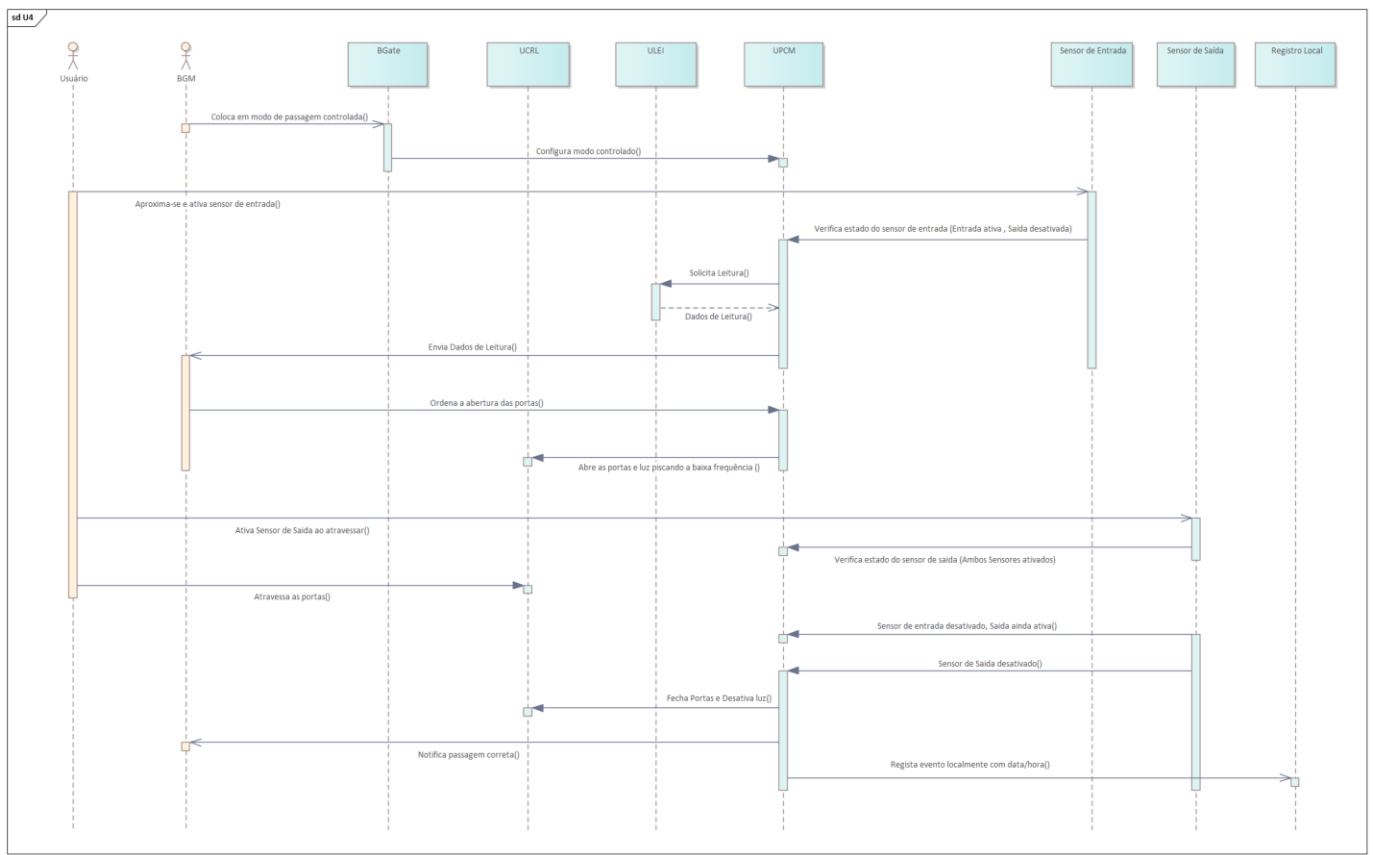 sd U4
Usuário
BGM
BGate
UCRL
ULEI
UPCM
Sensor de Entrada
Sensor de Saída
Registro Local
Coloca em modo de passagem controlada()
Configura modo controlado()
Aproxima-se e ativa sensor de entrada()
Verifica estado do sensor de entrada (Entrada ativa , Saída desativada)
Solicita Leitura()
Dados de Leitura()
Envia Dados de Leitura()
Ordena a abertura das portas()
Abre as portas e luz piscando a baixa frequência ()
Ativa Sensor de Saida ao atravessar()
Verifica estado do sensor de saida (Ambos Sensores ativados)
Atravessa as portas()
Sensor de entrada desativado, Saida ainda ativa()
Sensor de Saida desativado()
Fecha Portas e Desativa luz()
Notifica passagem correta()
Regista evento localmente com data/hora()